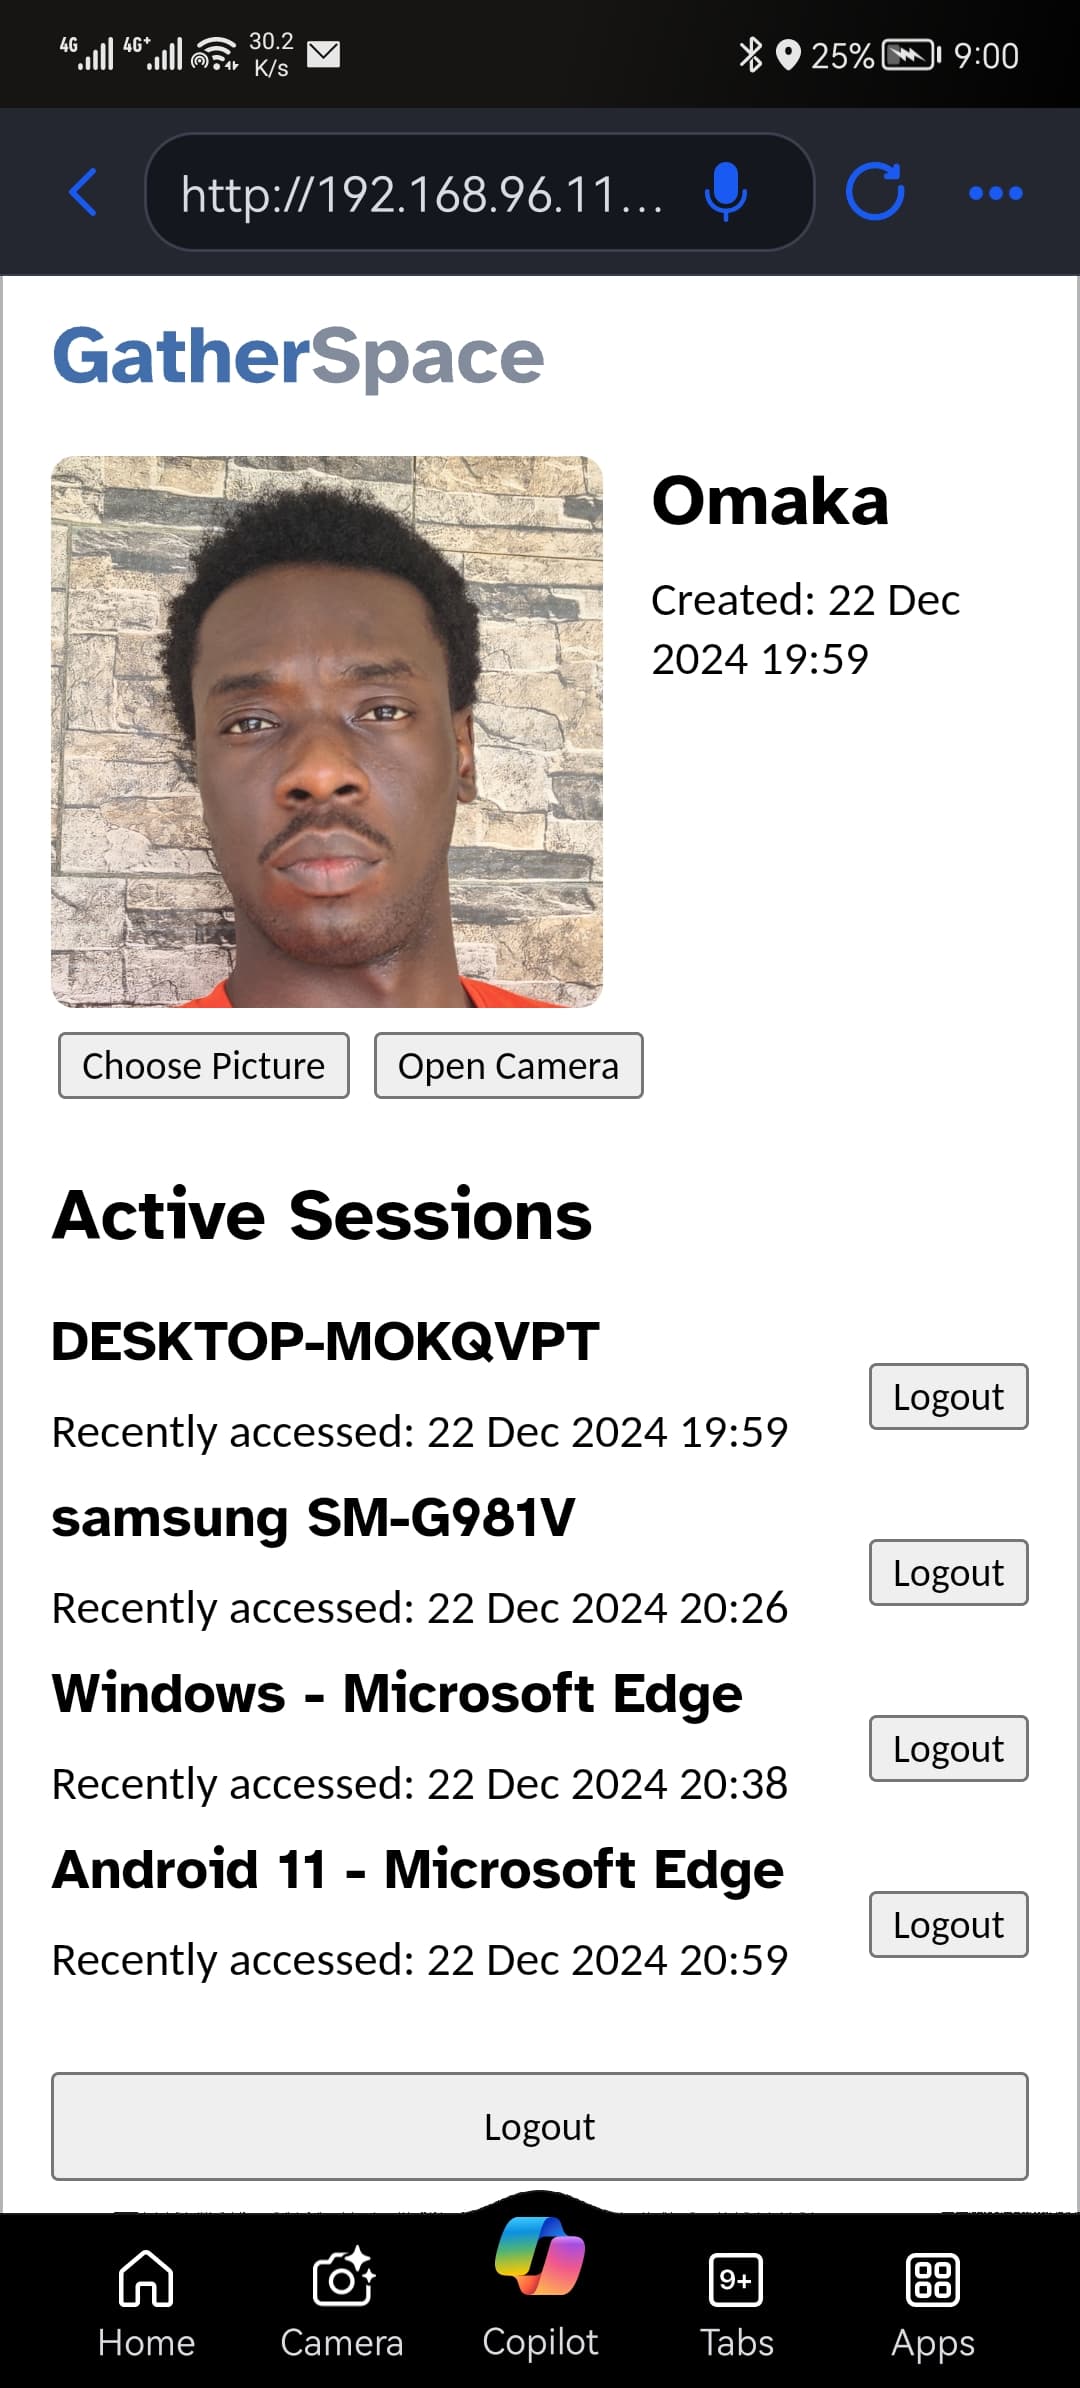 4G 4G+ 30.2 K/s 25% 9:00
http://192.168.96.11...
GatherSpace
Omaka
Created: 22 Dec
2024 19:59
Choose Picture Open Camera
Active Sessions
DESKTOP-MOKQVPT
Logout
Recently accessed: 22 Dec 2024 19:59
samsung SM-G981V
Logout
Recently accessed: 22 Dec 2024 20:26
Windows - Microsoft Edge
Logout
Recently accessed: 22 Dec 2024 20:38
Android 11 - Microsoft Edge
Logout
Recently accessed: 22 Dec 2024 20:59
Logout
9+
Home Camera Copilot Tabs Apps